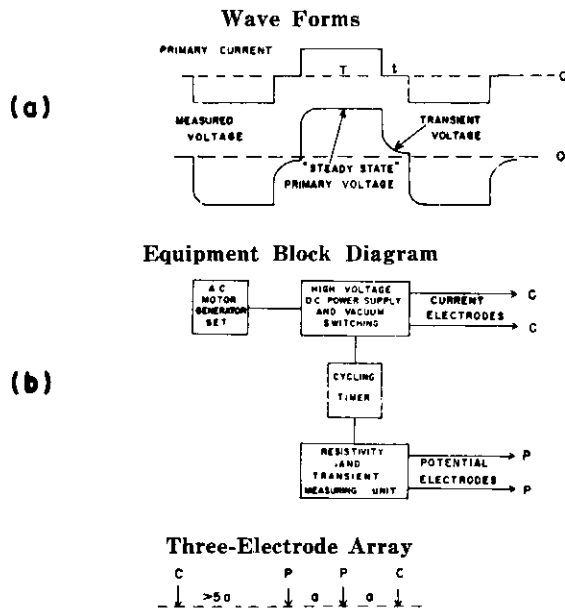 Wave Forms
PRIMARY CURRENT
T
t
O
(a)
MEASURED
VOLTAGE
TRANSIENT
VOLTAGE
O
"STEADY STATE"
PRIMARY VOLTAGE
Equipment Block Diagram
A C
MOTOR
GENERATOR
SET
HIGH VOLTAGE
D.C. POWER SUPPLY
AND VACUUM
SWITCHING
CURRENT
ELECTRODES
C
C
(b)
CYCLING
TIMER
RESISTIVITY
AND
TRANSIENT
MEASURING UNIT
POTENTIAL
ELECTRODES
P
P
Three-Electrode Array
C P P C
>5a a a